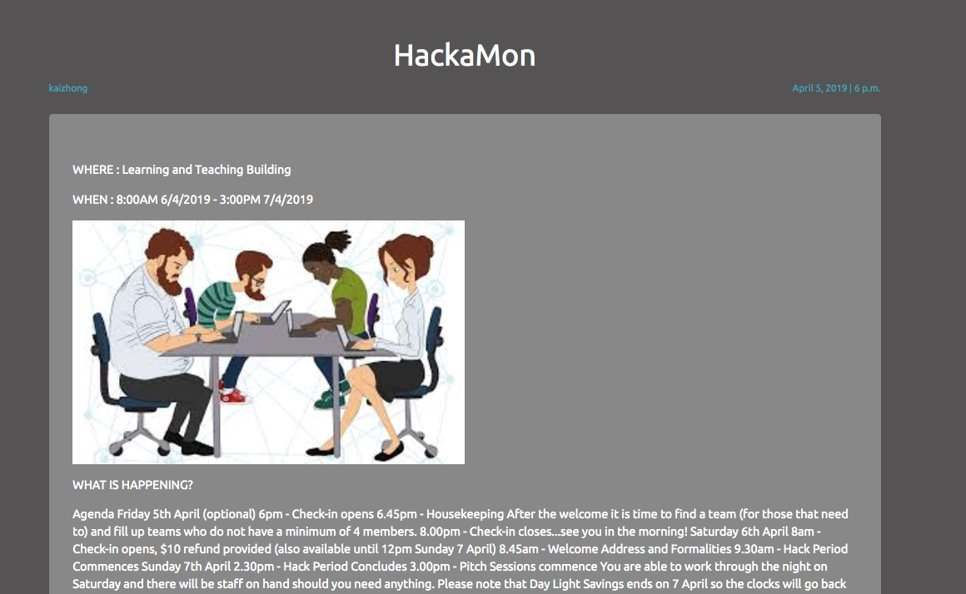 HackaMon
kaizhong
April 5, 2019 | 6 p.m.
WHERE : Learning and Teaching Building
WHEN : 8:00AM 6/4/2019 - 3:00PM 7/4/2019
WHAT IS HAPPENING?
Agenda Friday 5th April (optional) 6pm - Check-in opens 6.45pm - Housekeeping After the welcome it is time to find a team (for those that need
to) and fill up teams who do not have a minimum of 4 members. 8.00pm - Check-in closes...see you in the morning! Saturday 6th April 8am -
Check-in opens, $10 refund provided (also available until 12pm Sunday 7 April) 8.45am - Welcome Address and Formalities 9.30am - Hack Period
Commences Sunday 7th April 2.30pm - Hack Period Concludes 3.00pm - Pitch Sessions commence You are able to work through the night on
Saturday and there will be staff on hand should you need anything. Please note that Day Light Savings ends on 7 April so the clocks will go back